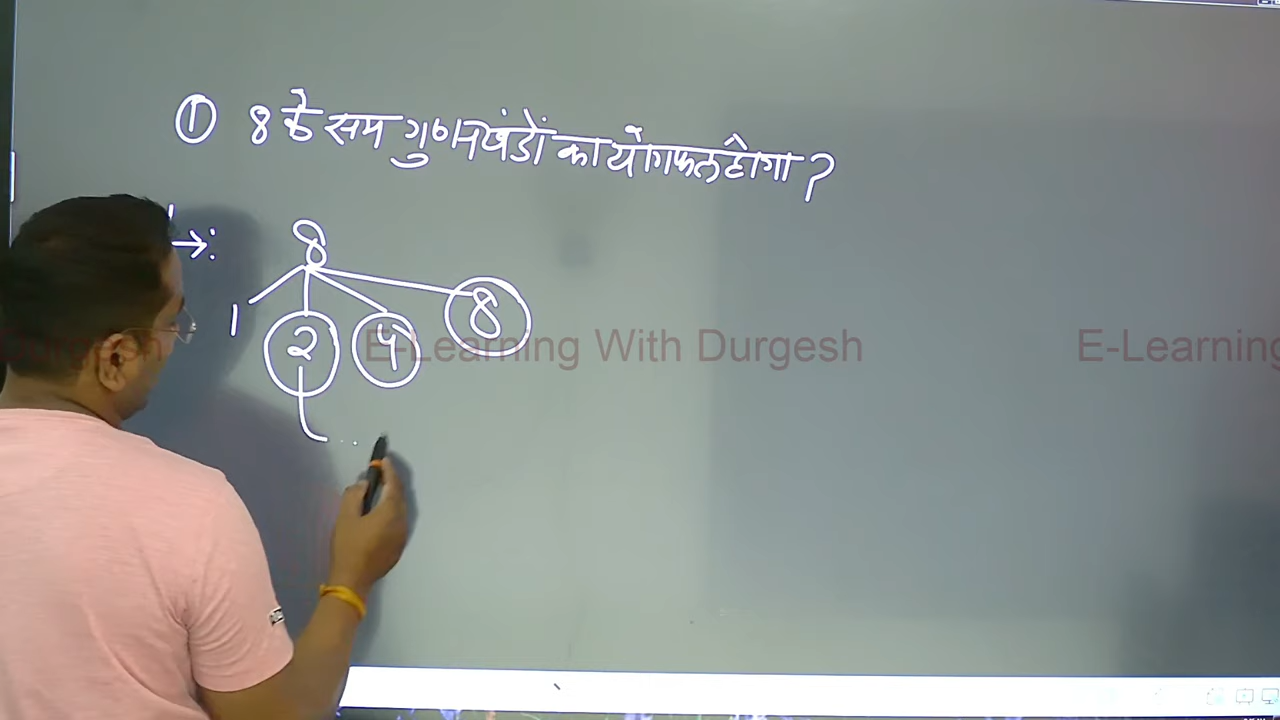 ① 8 के सम गुणनखंडों का योगफल होगा ?
→: 8
1 2 4 8
E-Learning With Durgesh E-Learning